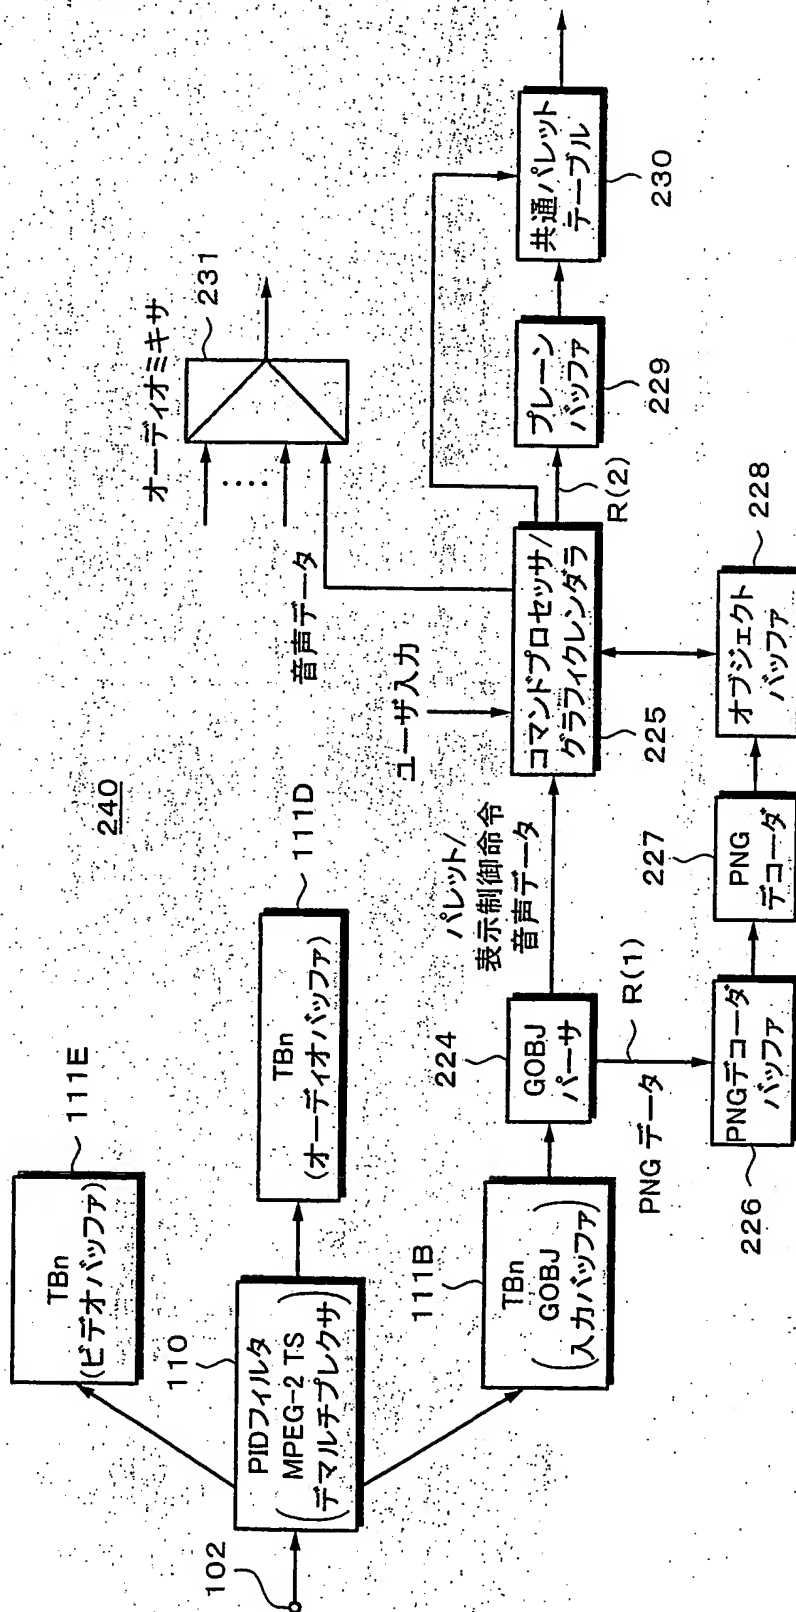 240
102
PIDフィルタ
MPEG-2 TS
デマルチプレクサ
110
TBn
(ビデオバッファ)
111E
TBn
(オーディオバッファ)
111D
TBn
GOBJ
入力バッファ
111B
GOBJ
パーサ
224
パレット/
表示制御命令
音声データ
PNGデータ
R(1)
PNGデコーダ
バッファ
226
PNG
デコーダ
227
オブジェクト
バッファ
228
ユーザ入力
コマンドプロセッサ/
グラフィクレンダラ
225
音声データ
オーディオミキサ
231
R(2)
プレーン
バッファ
229
共通パレット
テーブル
230